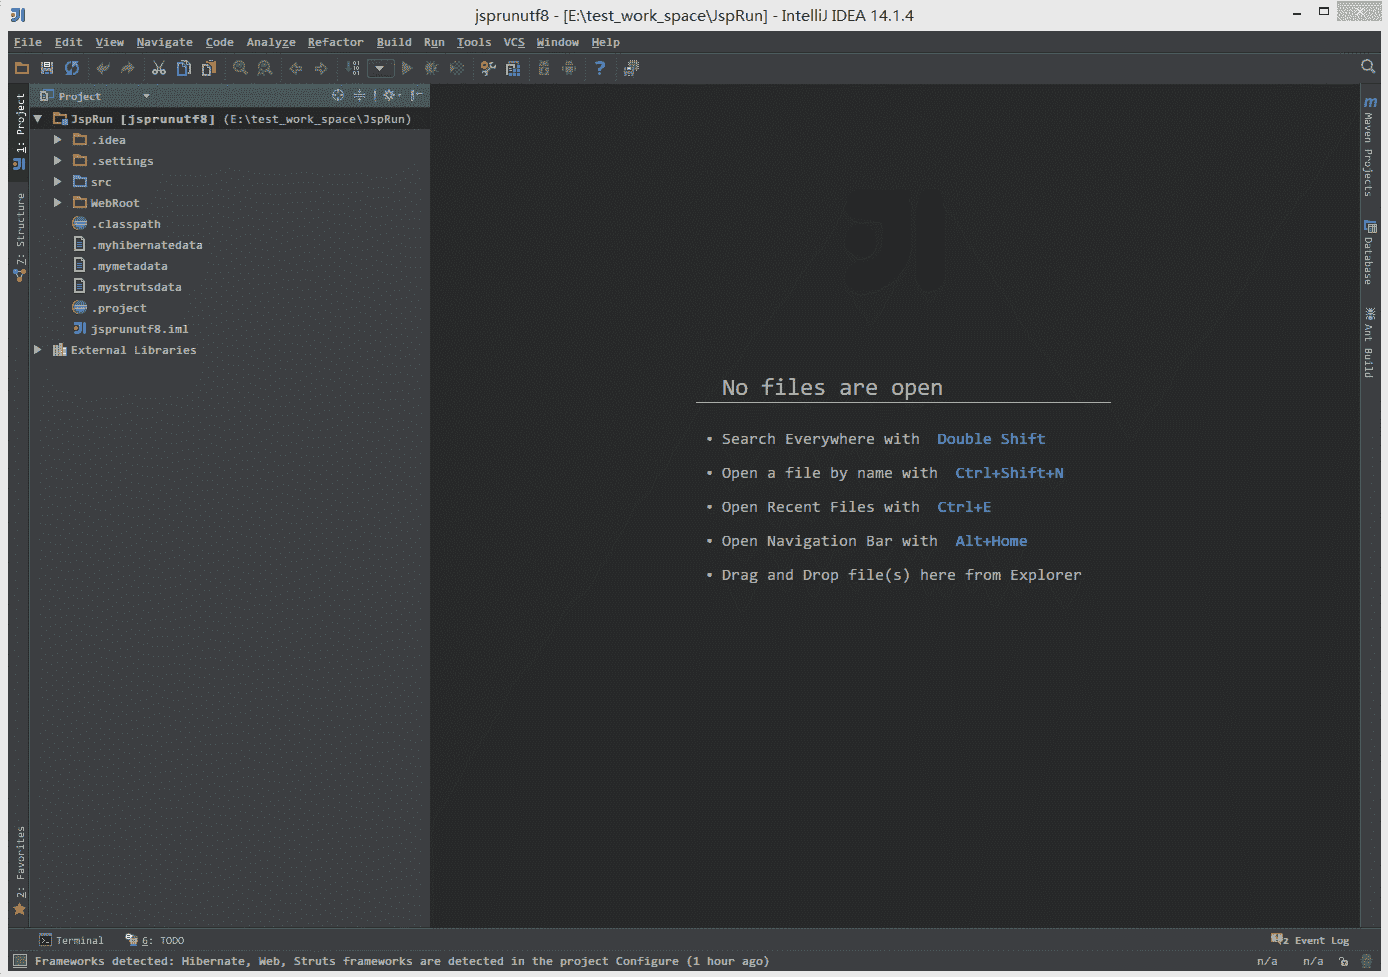 jsprunutf8 - [E:\test_work_space\JspRun] - IntelliJ IDEA 14.1.4
File Edit View Navigate Code Analyze Refactor Build Run Tools VCS Window Help
Project
JspRun [jsprunutf8] (E:\test_work_space\JspRun)
.idea
.settings
src
WebRoot
.classpath
.myhibernatedata
.mymetadata
.mystrutsdata
.project
jsprunutf8.iml
External Libraries
1: Project
7: Structure
2: Favorites
No files are open
• Search Everywhere with Double Shift
• Open a file by name with Ctrl+Shift+N
• Open Recent Files with Ctrl+E
• Open Navigation Bar with Alt+Home
• Drag and Drop file(s) here from Explorer
m Maven Projects
Database
Ant Build
Terminal 6: TODO 2 Event Log
Frameworks detected: Hibernate, Web, Struts frameworks are detected in the project Configure (1 hour ago) n/a n/a